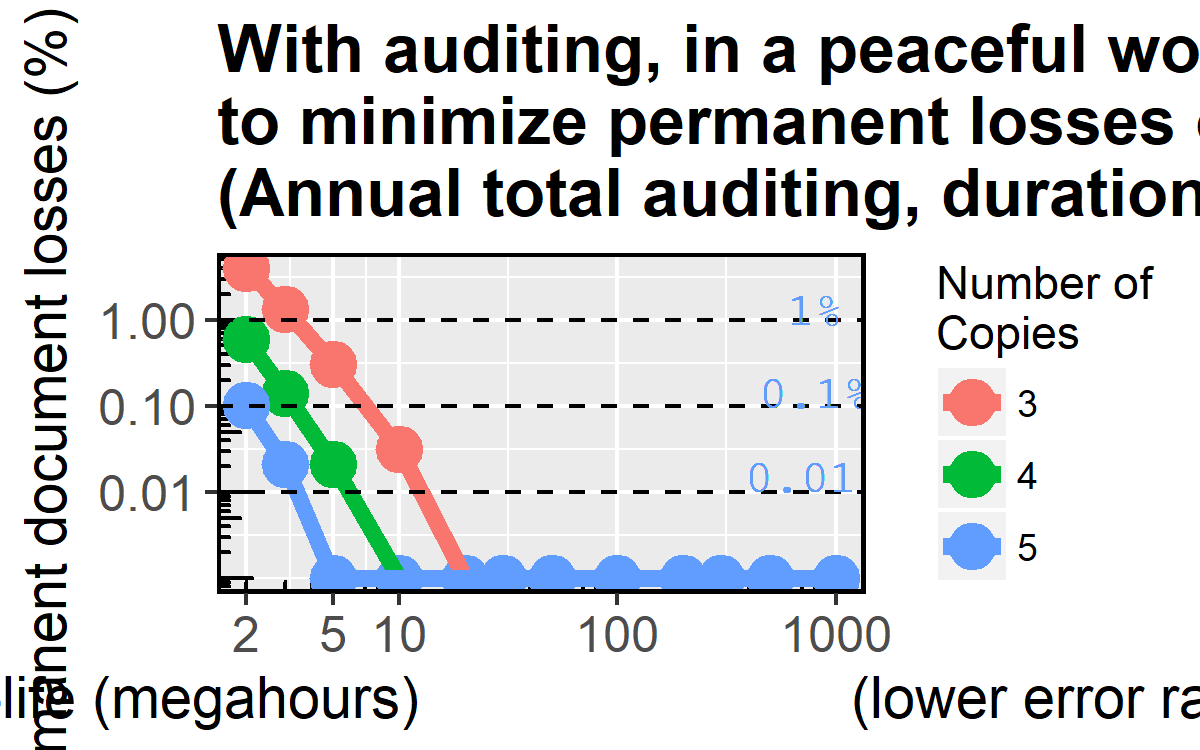 With auditing, in a peaceful wo
to minimize permanent losses
(Annual total auditing, duration
manent document losses (%)
1.00
0.10
0.01
1%
0.1%
0.01
2 5 10 100 1000
(megahours)
(lower error ra
Number of
Copies
3
4
5